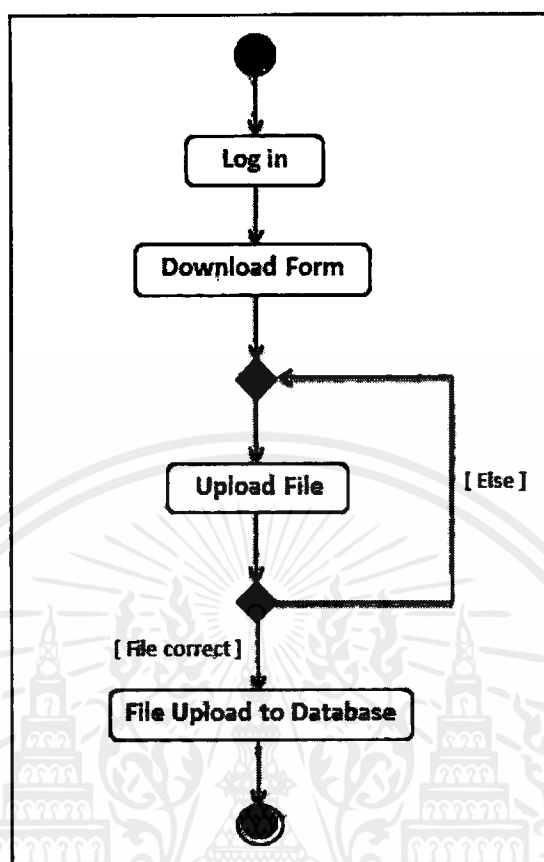 Log in
Download Form
Upload File
[ Else ]
[ File correct ]
File Upload to Database